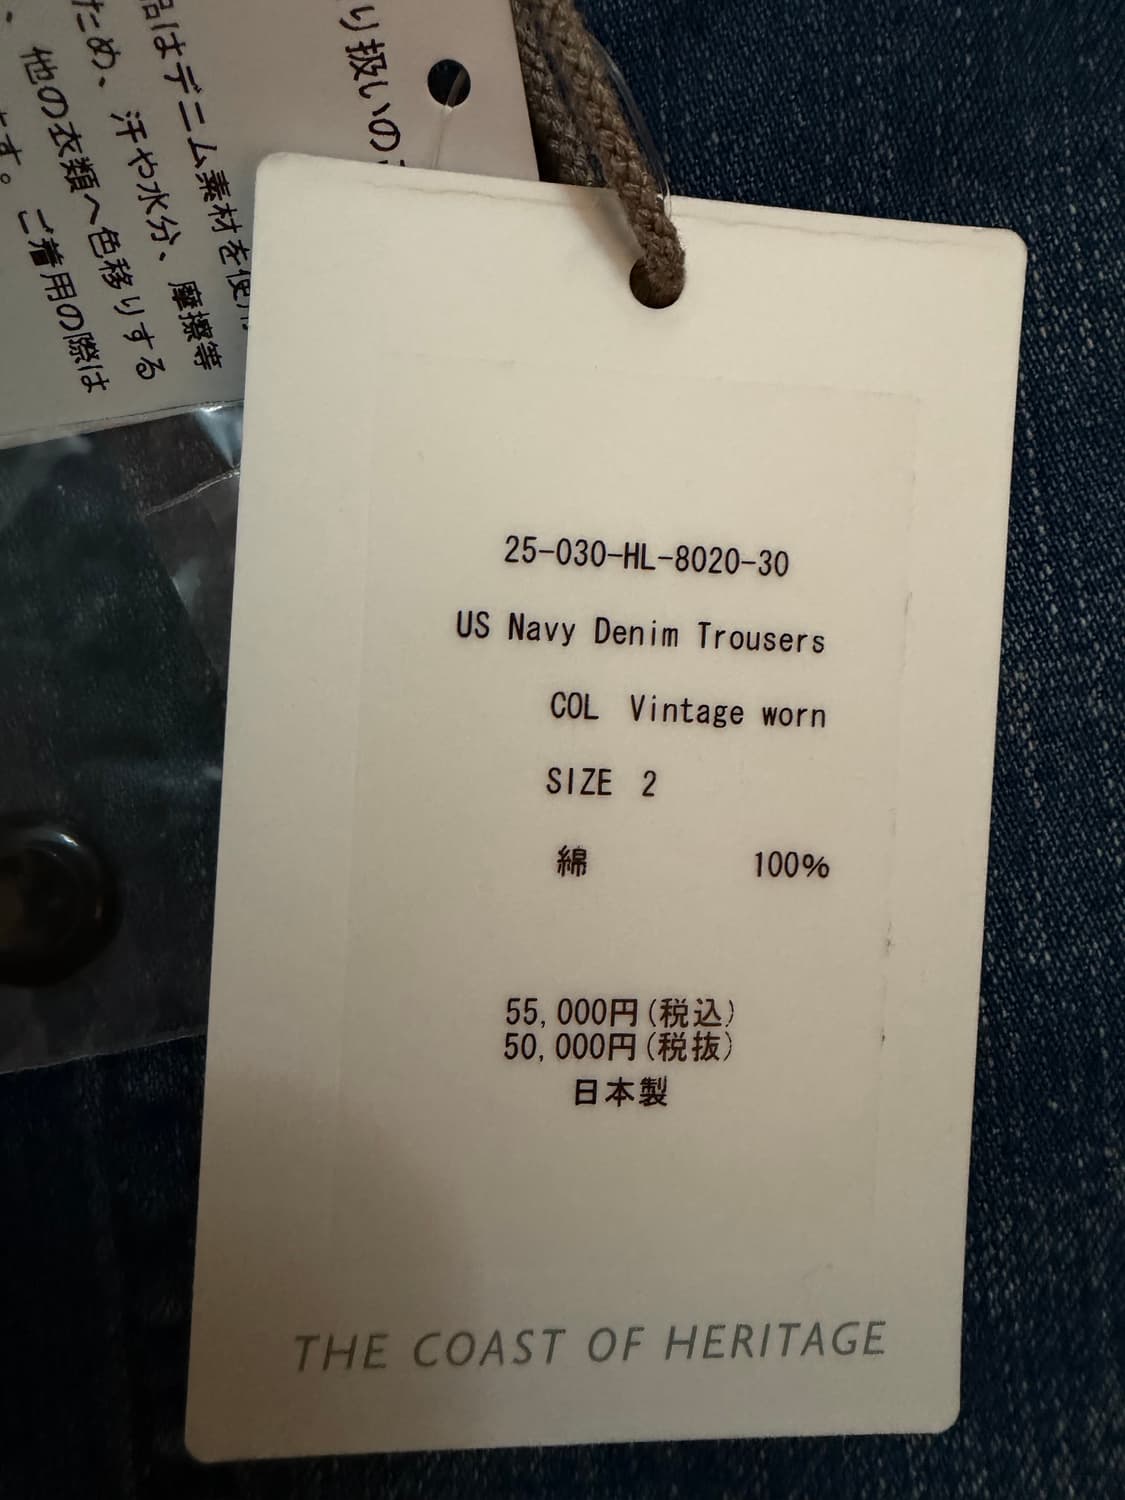 り扱いの
品はデニム素材を使用
ため、汗や水分、摩擦等
他の衣類へ色移りする
す。ご着用の際は
25-030-HL-8020-30
US Navy Denim Trousers
COL Vintage worn
SIZE 2
綿 100%
55,000円(税込)
50,000円(税抜)
日本製
THE COAST OF HERITAGE